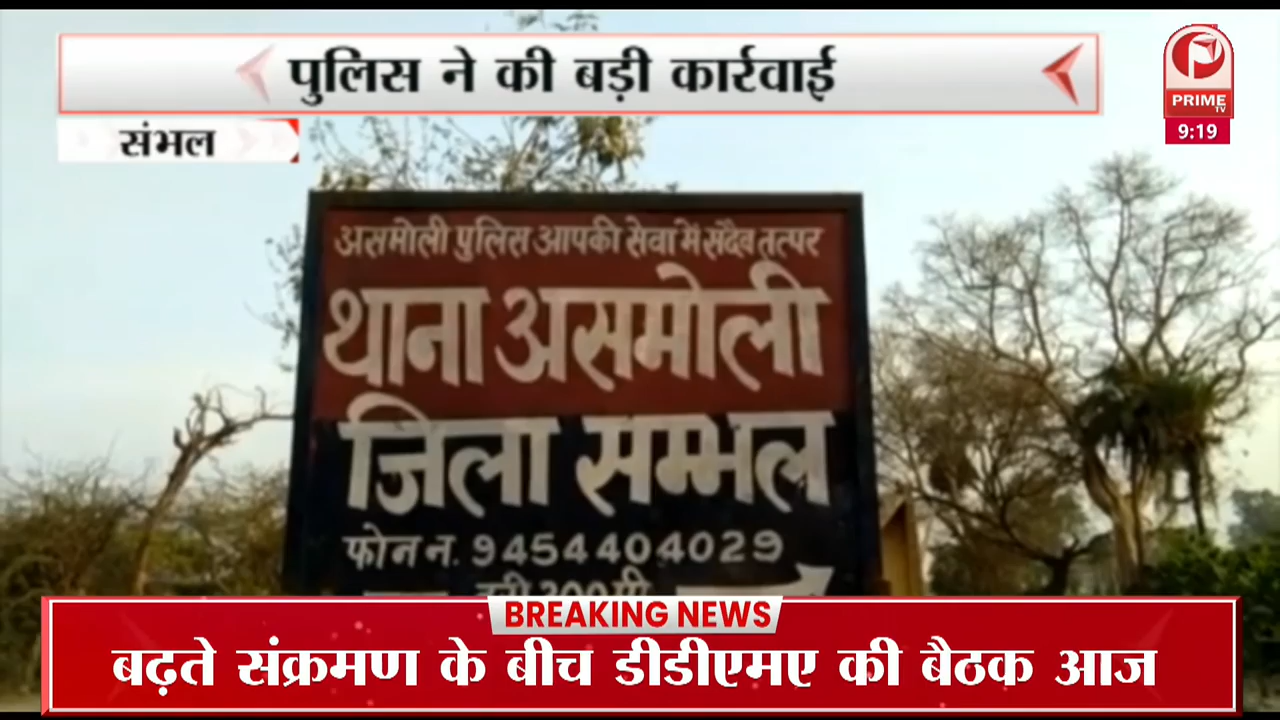 पुलिस ने की बड़ी कार्रवाई
PRIME
TV
9:19
संभल
असमोली पुलिस आपकी सेवा में सदैव तत्पर
थाना असमोली
जिला सम्भल
फोन न. 9454404029
BREAKING NEWS
बढ़ते संक्रमण के बीच डीडीएमए की बैठक आज